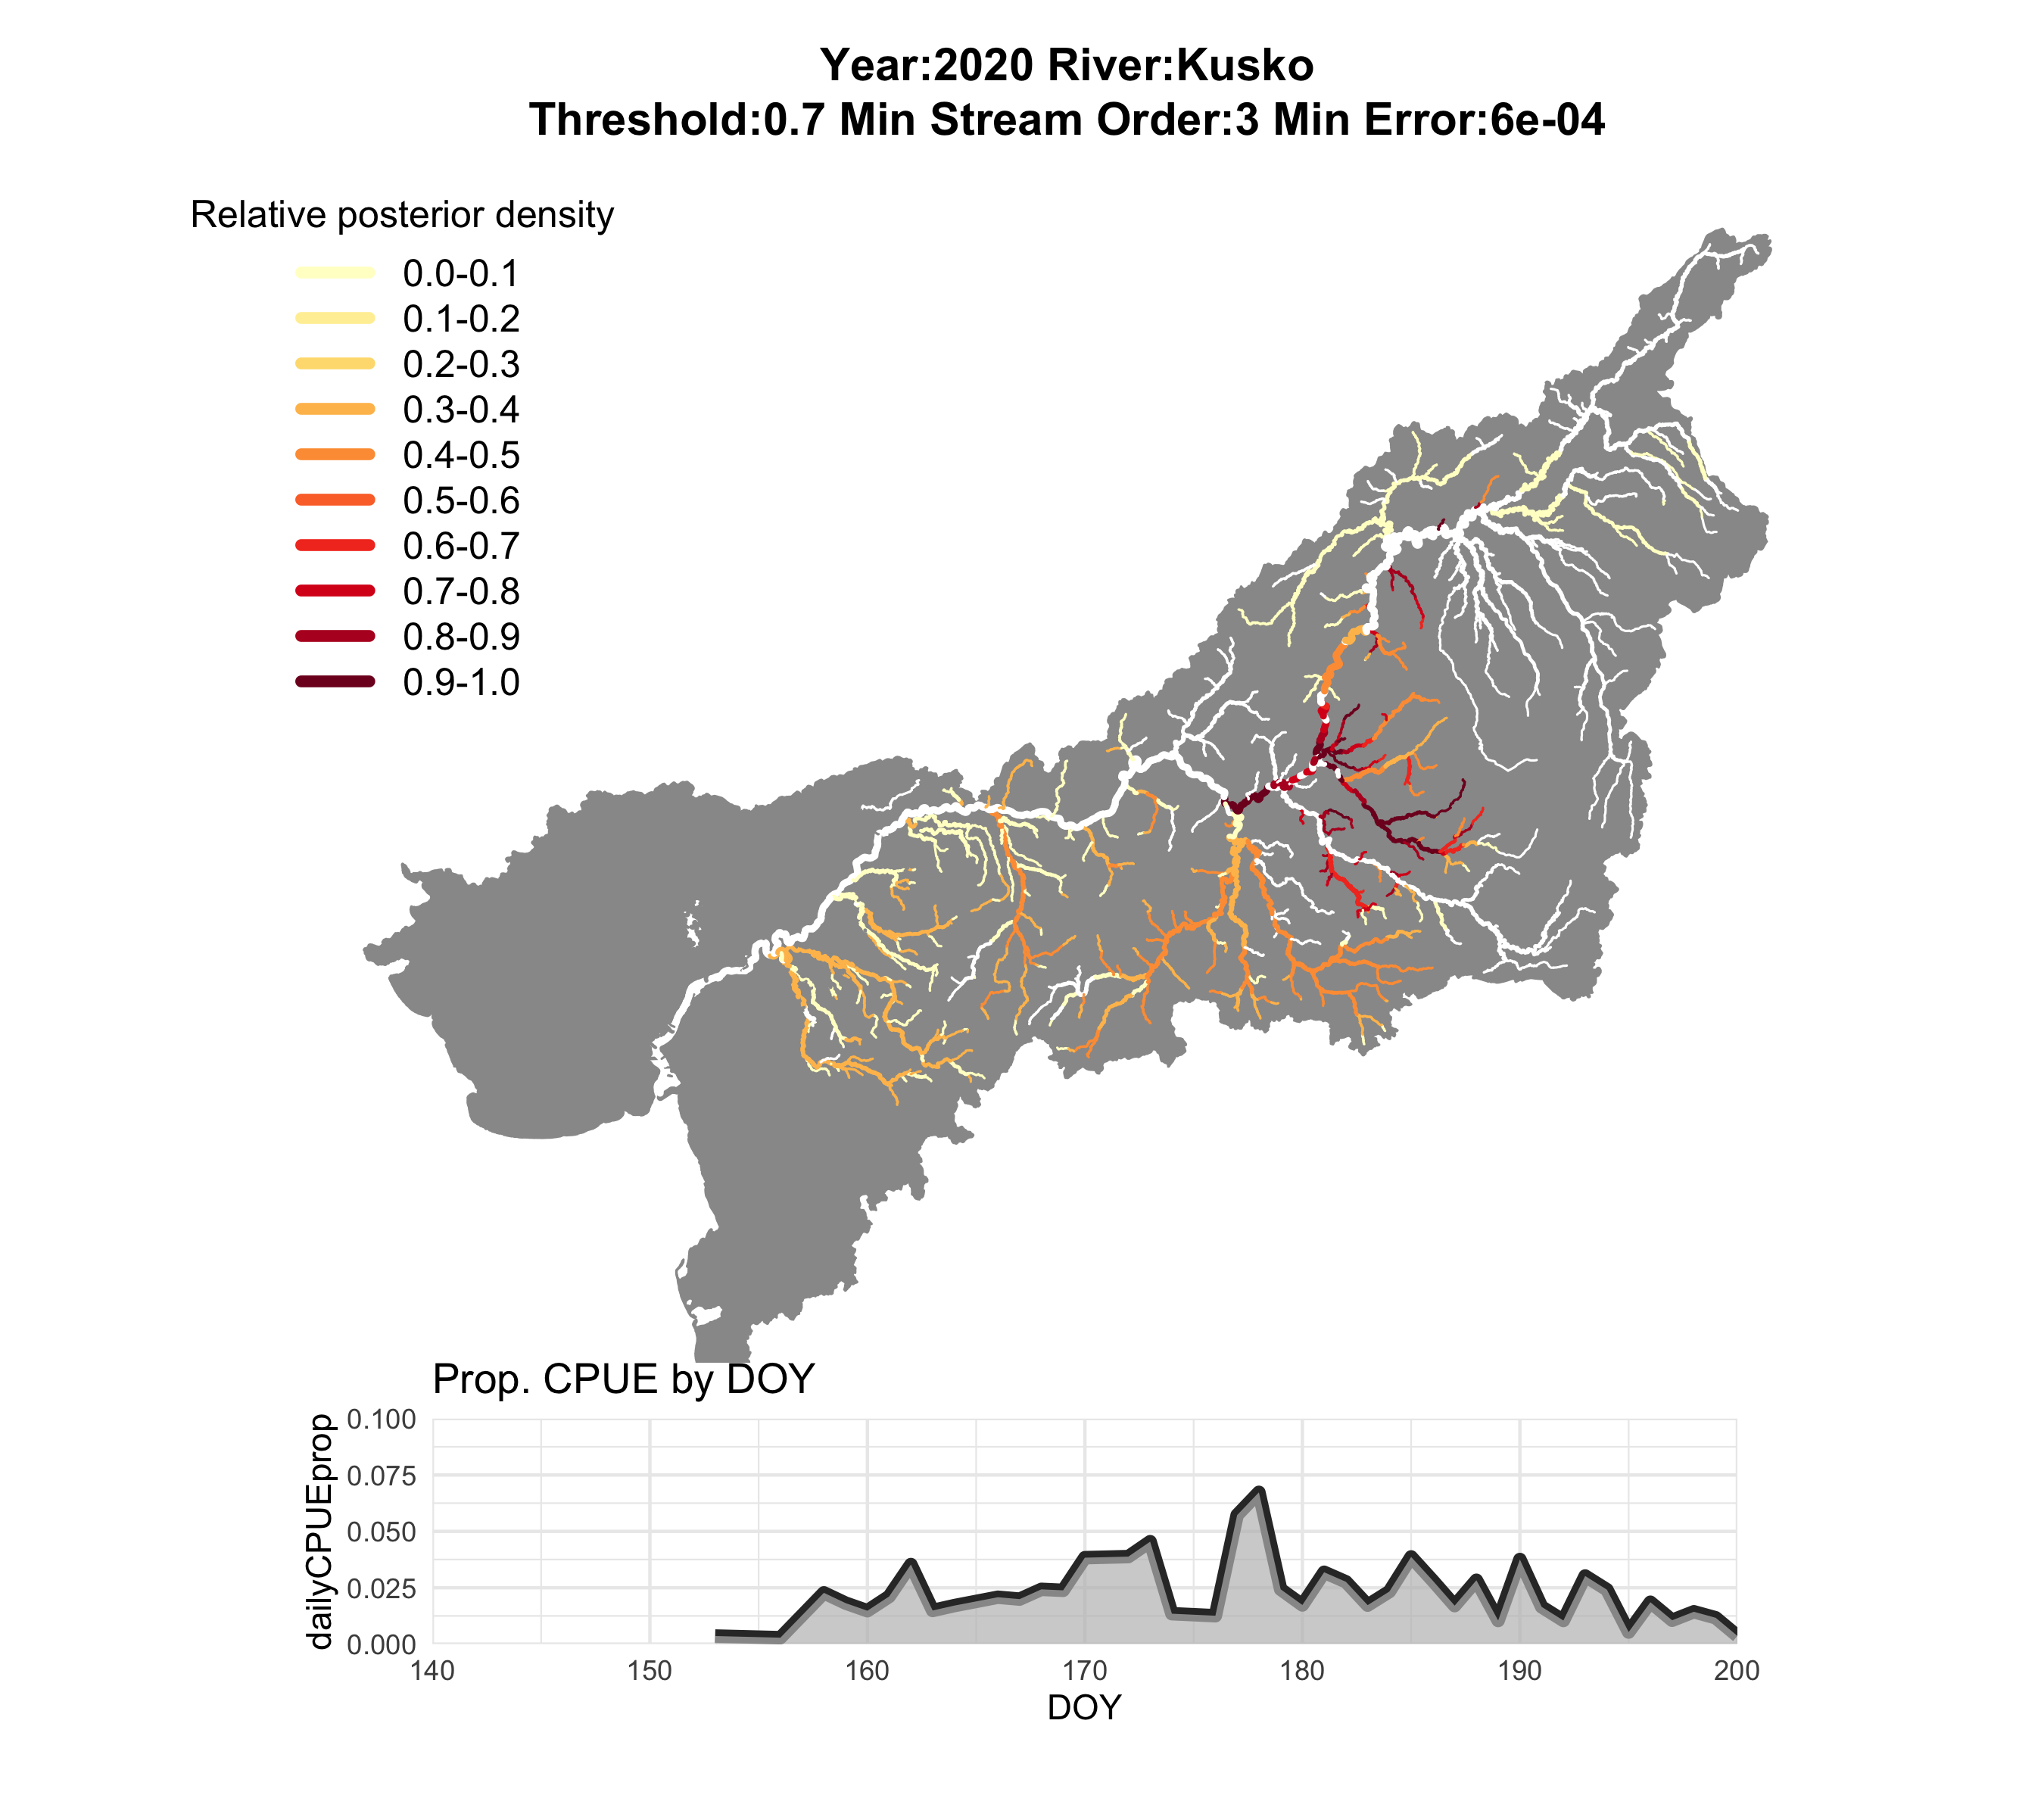 Year:2020 River:Kusko
Threshold:0.7 Min Stream Order:3 Min Error:6e-04
Relative posterior density
0.0-0.1
0.1-0.2
0.2-0.3
0.3-0.4
0.4-0.5
0.5-0.6
0.6-0.7
0.7-0.8
0.8-0.9
0.9-1.0
Prop. CPUE by DOY
dailyCPUEprop
0.100
0.075
0.050
0.025
0.000
140 150 160 170 180 190 200
DOY